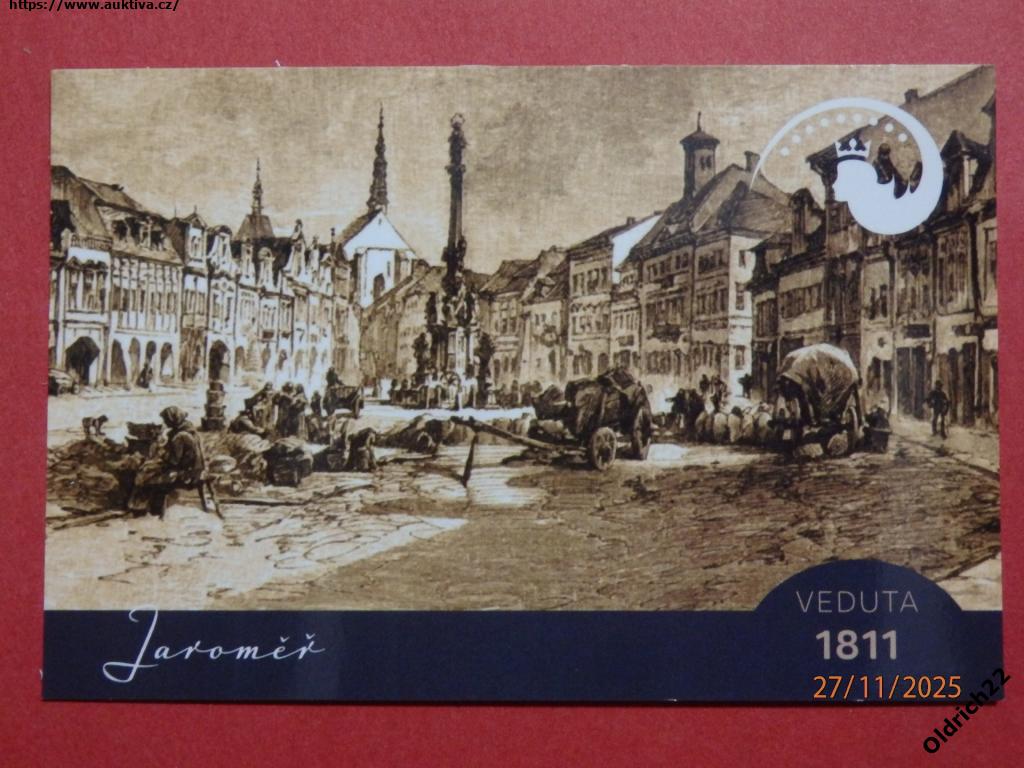 https://www.auktiva.cz/
VEDUTA
1811
Jaroměř
27/11/2025
Oldrich22